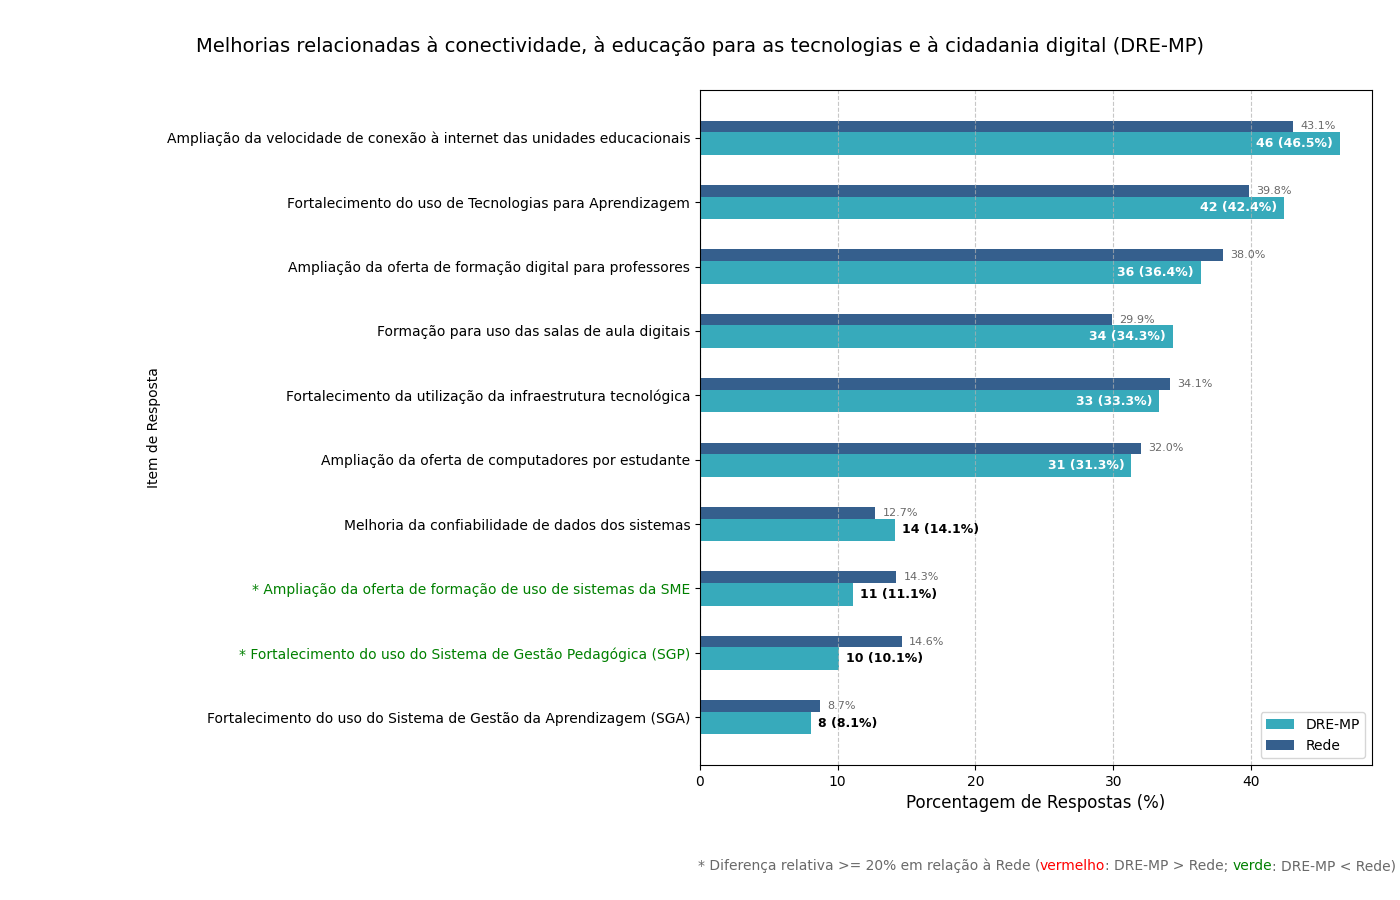 Melhorias relacionadas à conectividade, à educação para as tecnologias e à cidadania digital (DRE-MP)
Item de Resposta
Ampliação da velocidade de conexão à internet das unidades educacionais
43.1%
46 (46.5%)
Fortalecimento do uso de Tecnologias para Aprendizagem
39.8%
42 (42.4%)
Ampliação da oferta de formação digital para professores
38.0%
36 (36.4%)
Formação para uso das salas de aula digitais
29.9%
34 (34.3%)
Fortalecimento da utilização da infraestrutura tecnológica
34.1%
33 (33.3%)
Ampliação da oferta de computadores por estudante
32.0%
31 (31.3%)
Melhoria da confiabilidade de dados dos sistemas
12.7%
14 (14.1%)
* Ampliação da oferta de formação de uso de sistemas da SME
14.3%
11 (11.1%)
* Fortalecimento do uso do Sistema de Gestão Pedagógica (SGP)
14.6%
10 (10.1%)
Fortalecimento do uso do Sistema de Gestão da Aprendizagem (SGA)
8.7%
8 (8.1%)
DRE-MP
Rede
0 10 20 30 40
Porcentagem de Respostas (%)
* Diferença relativa >= 20% em relação à Rede (vermelho: DRE-MP > Rede; verde: DRE-MP < Rede)